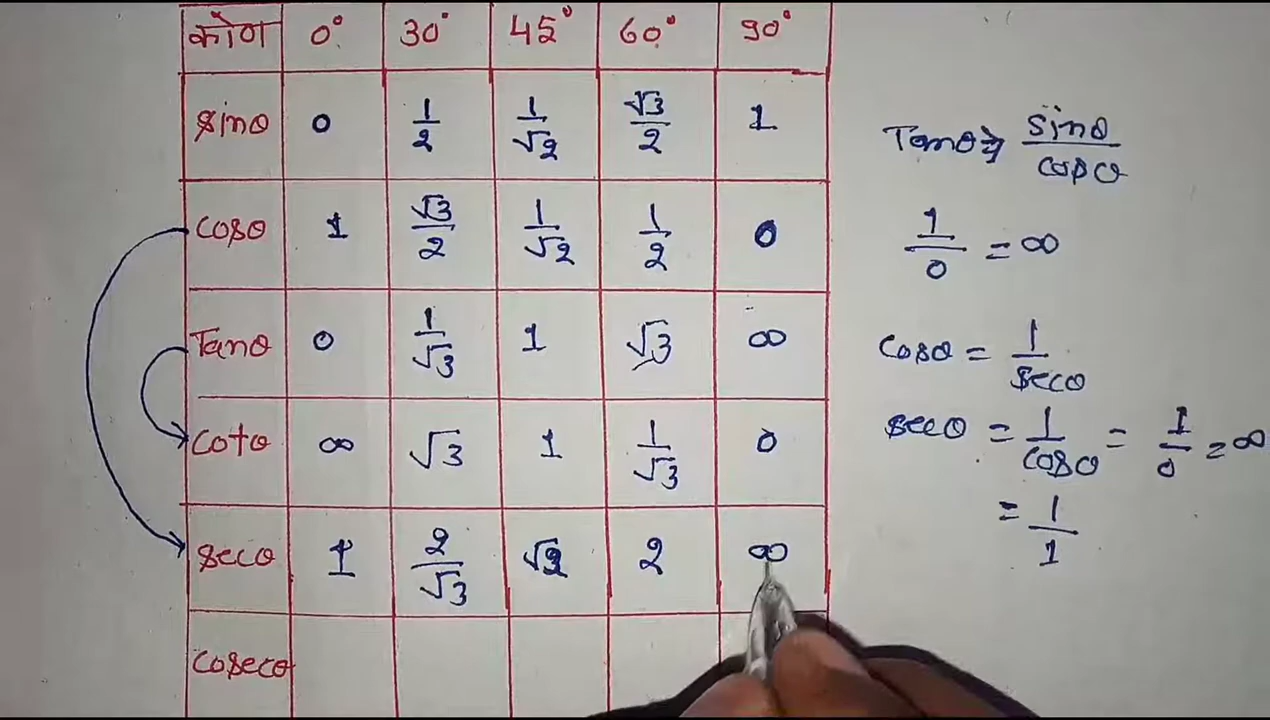 कोण 0° 30° 45° 60° 90°
sinθ 0 1/2 1/√2 √3/2 1
cosθ 1 √3/2 1/√2 1/2 0
Tanθ 0 1/√3 1 √3 ∞
cotθ ∞ √3 1 1/√3 0
secθ 1 2/√3 √2 2 ∞
cosecθ
Tanθ ⇒ sinθ/cosθ
1/0 = ∞
cosθ = 1/secθ
secθ = 1/cosθ = 1/0 = ∞
= 1/1